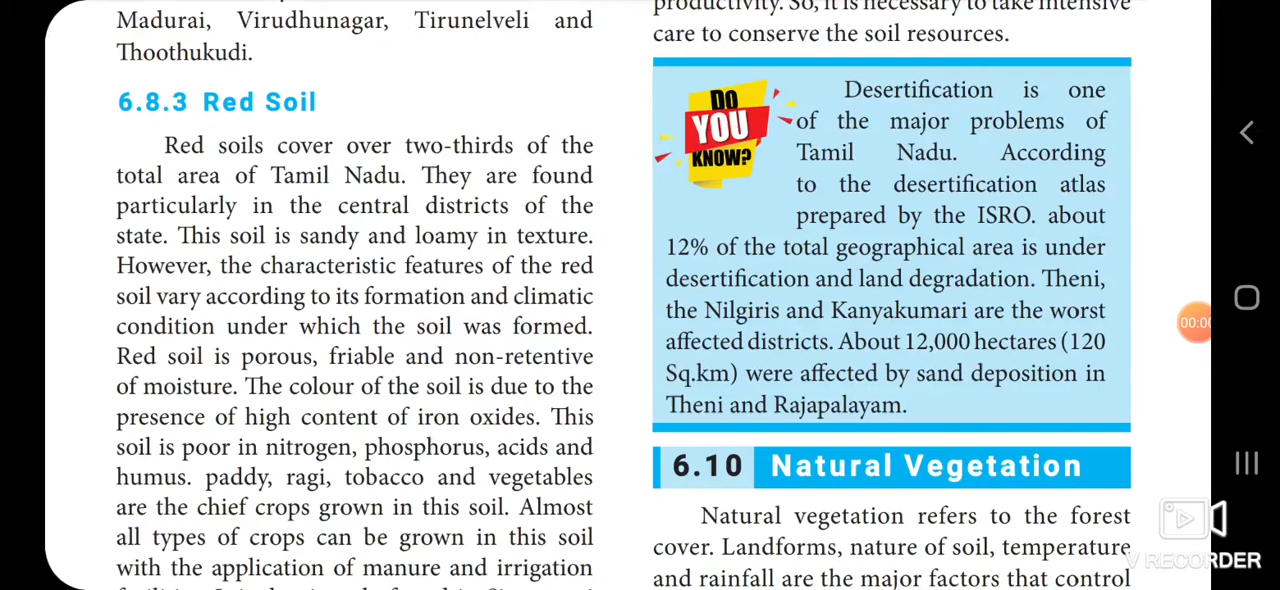 Madurai, Virudhunagar, Tirunelveli and
Thoothukudi.
6.8.3 Red Soil
Red soils cover over two-thirds of the
total area of Tamil Nadu. They are found
particularly in the central districts of the
state. This soil is sandy and loamy in texture.
However, the characteristic features of the red
soil vary according to its formation and climatic
condition under which the soil was formed.
Red soil is porous, friable and non-retentive
of moisture. The colour of the soil is due to the
presence of high content of iron oxides. This
soil is poor in nitrogen, phosphorus, acids and
humus. paddy, ragi, tobacco and vegetables
are the chief crops grown in this soil. Almost
all types of crops can be grown in this soil
with the application of manure and irrigation
productivity. So, it is necessary to take intensive
care to conserve the soil resources.
DO
YOU
KNOW?
Desertification is one
of the major problems of
Tamil Nadu. According
to the desertification atlas
prepared by the ISRO. about
12% of the total geographical area is under
desertification and land degradation. Theni,
the Nilgiris and Kanyakumari are the worst
affected districts. About 12,000 hectares (120
Sq.km) were affected by sand deposition in
Theni and Rajapalayam.
6.10 Natural Vegetation
Natural vegetation refers to the forest
cover. Landforms, nature of soil, temperature
and rainfall are the major factors that control
00:0
V RECORDER